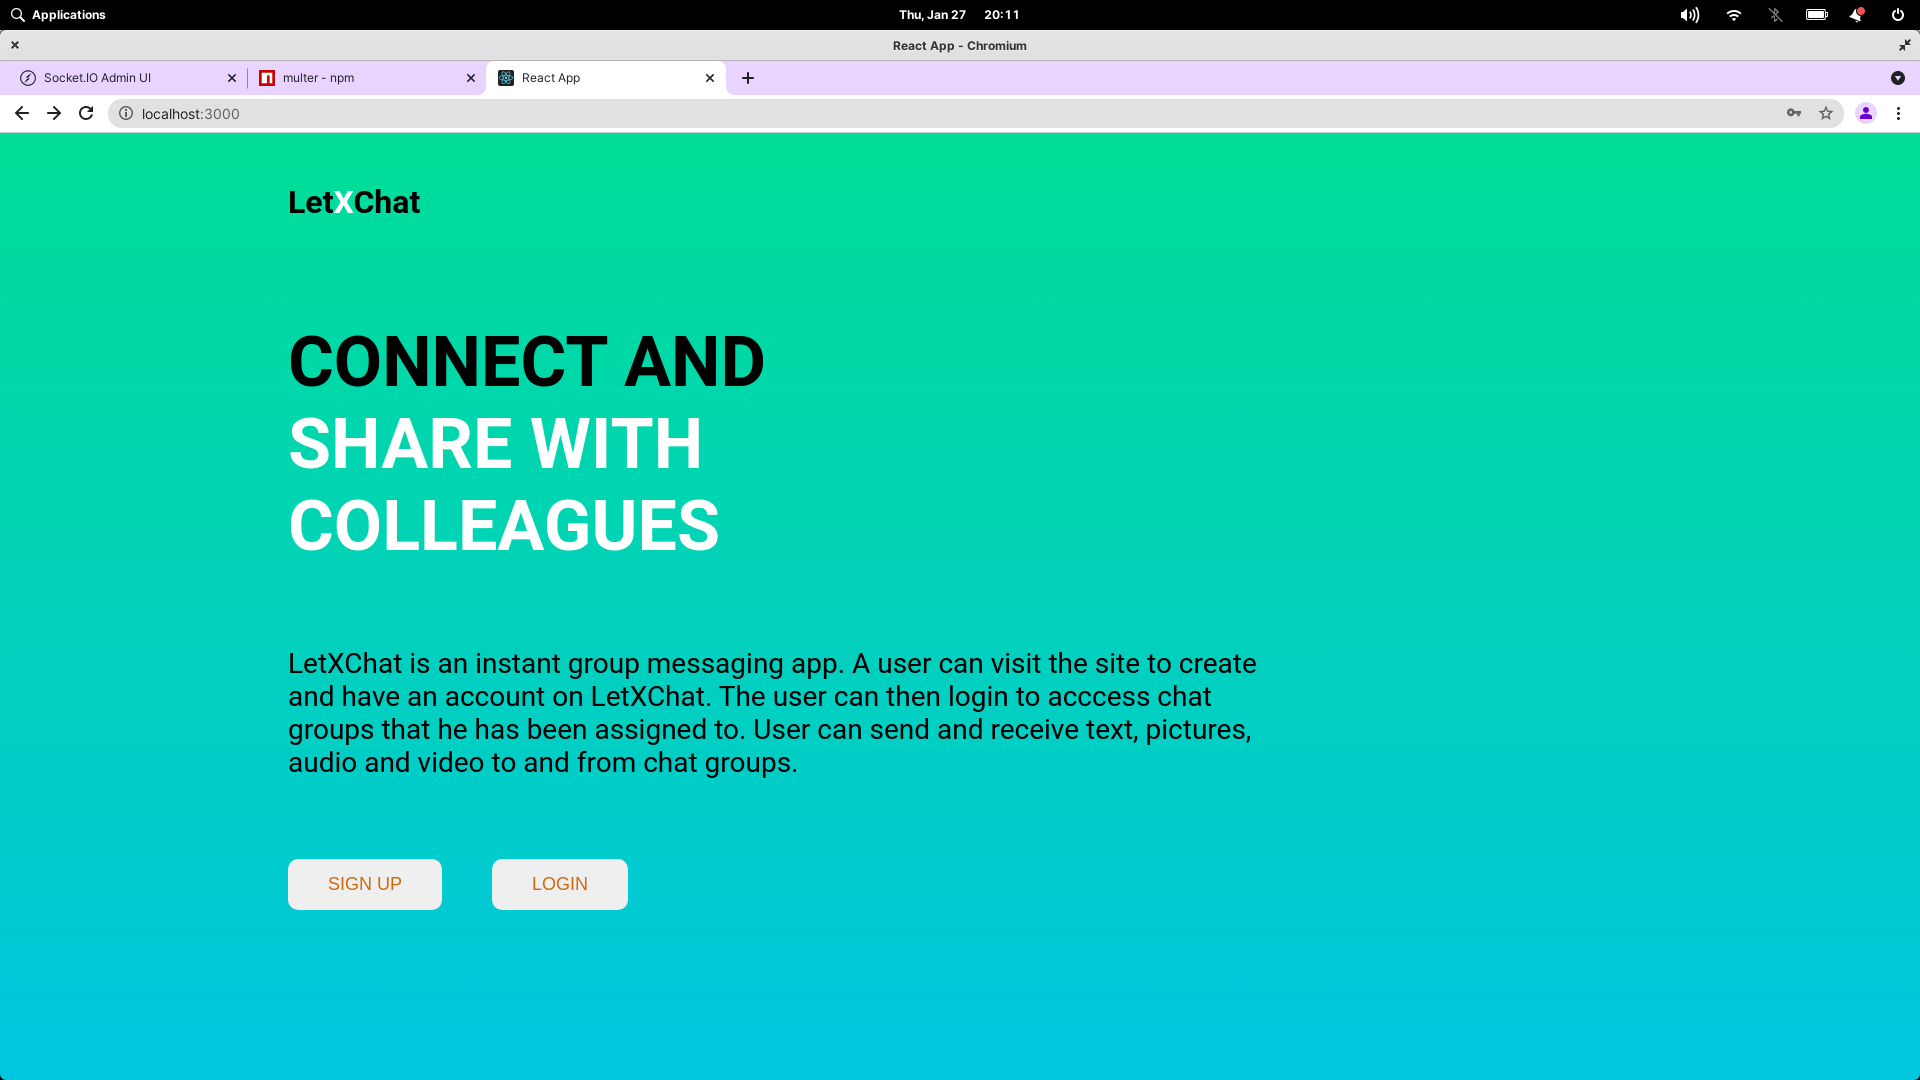 Applications
Thu, Jan 27 20:11
React App - Chromium
Socket.IO Admin UI
multer - npm
React App
localhost:3000
LetXChat
CONNECT AND
SHARE WITH
COLLEAGUES
LetXChat is an instant group messaging app. A user can visit the site to create
and have an account on LetXChat. The user can then login to acccess chat
groups that he has been assigned to. User can send and receive text, pictures,
audio and video to and from chat groups.
SIGN UP
LOGIN